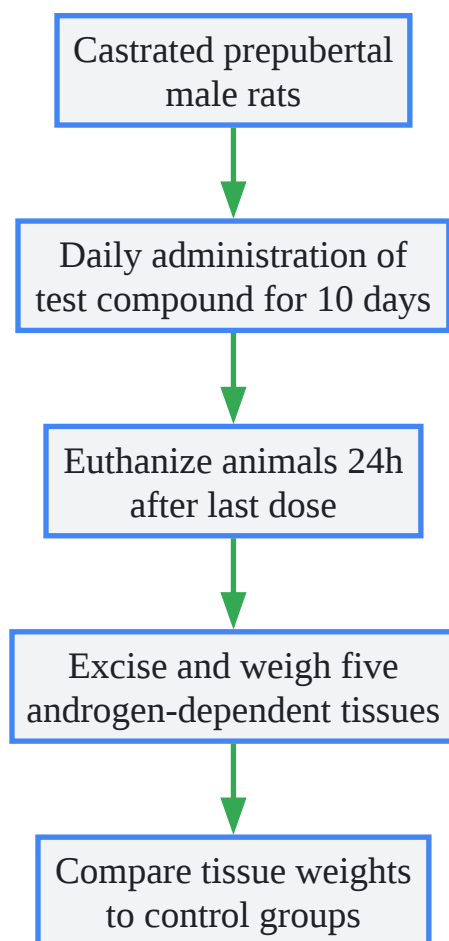 Castrated prepubertal
male rats
Daily administration of
test compound for 10 days
Euthanize animals 24h
after last dose
Excise and weigh five
androgen-dependent tissues
Compare tissue weights
to control groups